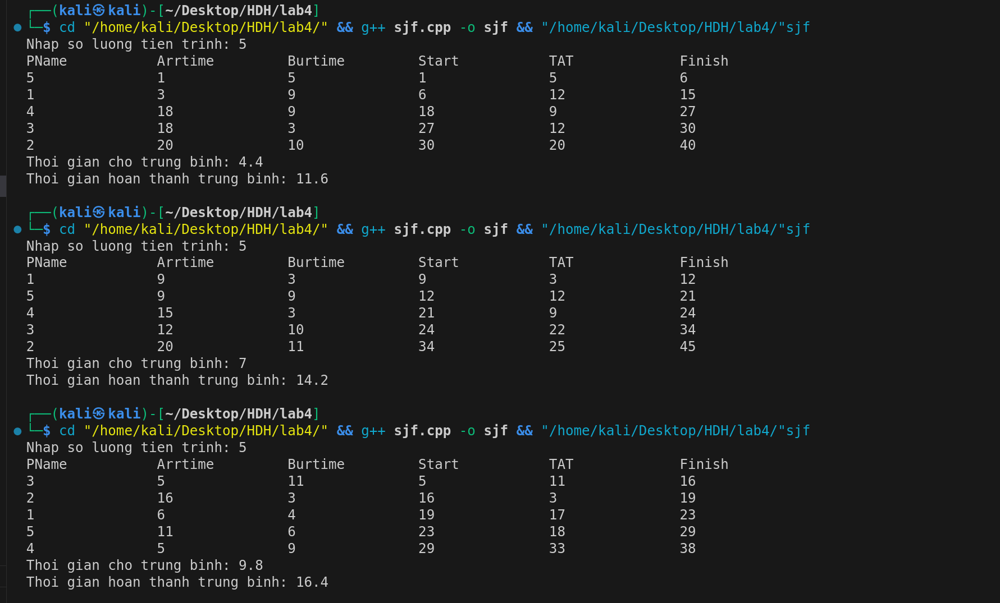 ┌──(kali㉿kali)-[~/Desktop/HDH/lab4]
└─$ cd "/home/kali/Desktop/HDH/lab4/" && g++ sjf.cpp -o sjf && "/home/kali/Desktop/HDH/lab4/"sjf
Nhap so luong tien trinh: 5
PName Arrtime Burtime Start TAT Finish
5 1 5 1 5 6
1 3 9 6 12 15
4 18 9 18 9 27
3 18 3 27 12 30
2 20 10 30 20 40
Thoi gian cho trung binh: 4.4
Thoi gian hoan thanh trung binh: 11.6
┌──(kali㉿kali)-[~/Desktop/HDH/lab4]
└─$ cd "/home/kali/Desktop/HDH/lab4/" && g++ sjf.cpp -o sjf && "/home/kali/Desktop/HDH/lab4/"sjf
Nhap so luong tien trinh: 5
PName Arrtime Burtime Start TAT Finish
1 9 3 9 3 12
5 9 9 12 12 21
4 15 3 21 9 24
3 12 10 24 22 34
2 20 11 34 25 45
Thoi gian cho trung binh: 7
Thoi gian hoan thanh trung binh: 14.2
┌──(kali㉿kali)-[~/Desktop/HDH/lab4]
└─$ cd "/home/kali/Desktop/HDH/lab4/" && g++ sjf.cpp -o sjf && "/home/kali/Desktop/HDH/lab4/"sjf
Nhap so luong tien trinh: 5
PName Arrtime Burtime Start TAT Finish
3 5 11 5 11 16
2 16 3 16 3 19
1 6 4 19 17 23
5 11 6 23 18 29
4 5 9 29 33 38
Thoi gian cho trung binh: 9.8
Thoi gian hoan thanh trung binh: 16.4